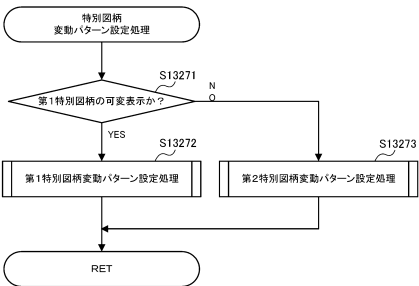 特別図柄
変動パターン設定処理
S13271
第1特別図柄の可変表示か？
N
O
YES
S13272
S13273
第1特別図柄変動パターン設定処理
第2特別図柄変動パターン設定処理
RET